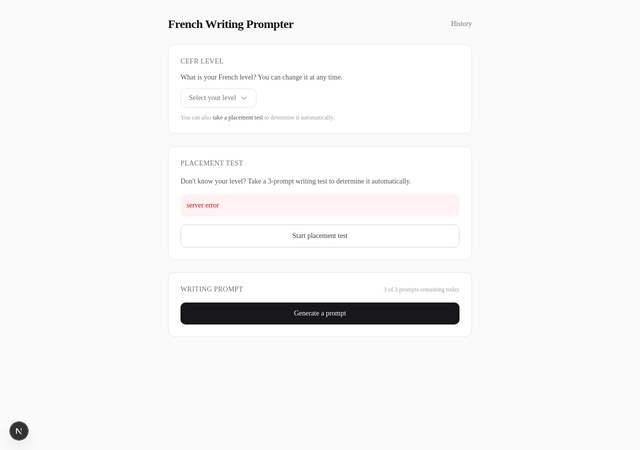 French Writing Prompter
History
CEFR LEVEL
What is your French level? You can change it at any time.
Select your level
You can also take a placement test to determine it automatically.
PLACEMENT TEST
Don't know your level? Take a 3-prompt writing test to determine it automatically.
server error
Start placement test
WRITING PROMPT
3 of 3 prompts remaining today
Generate a prompt
N